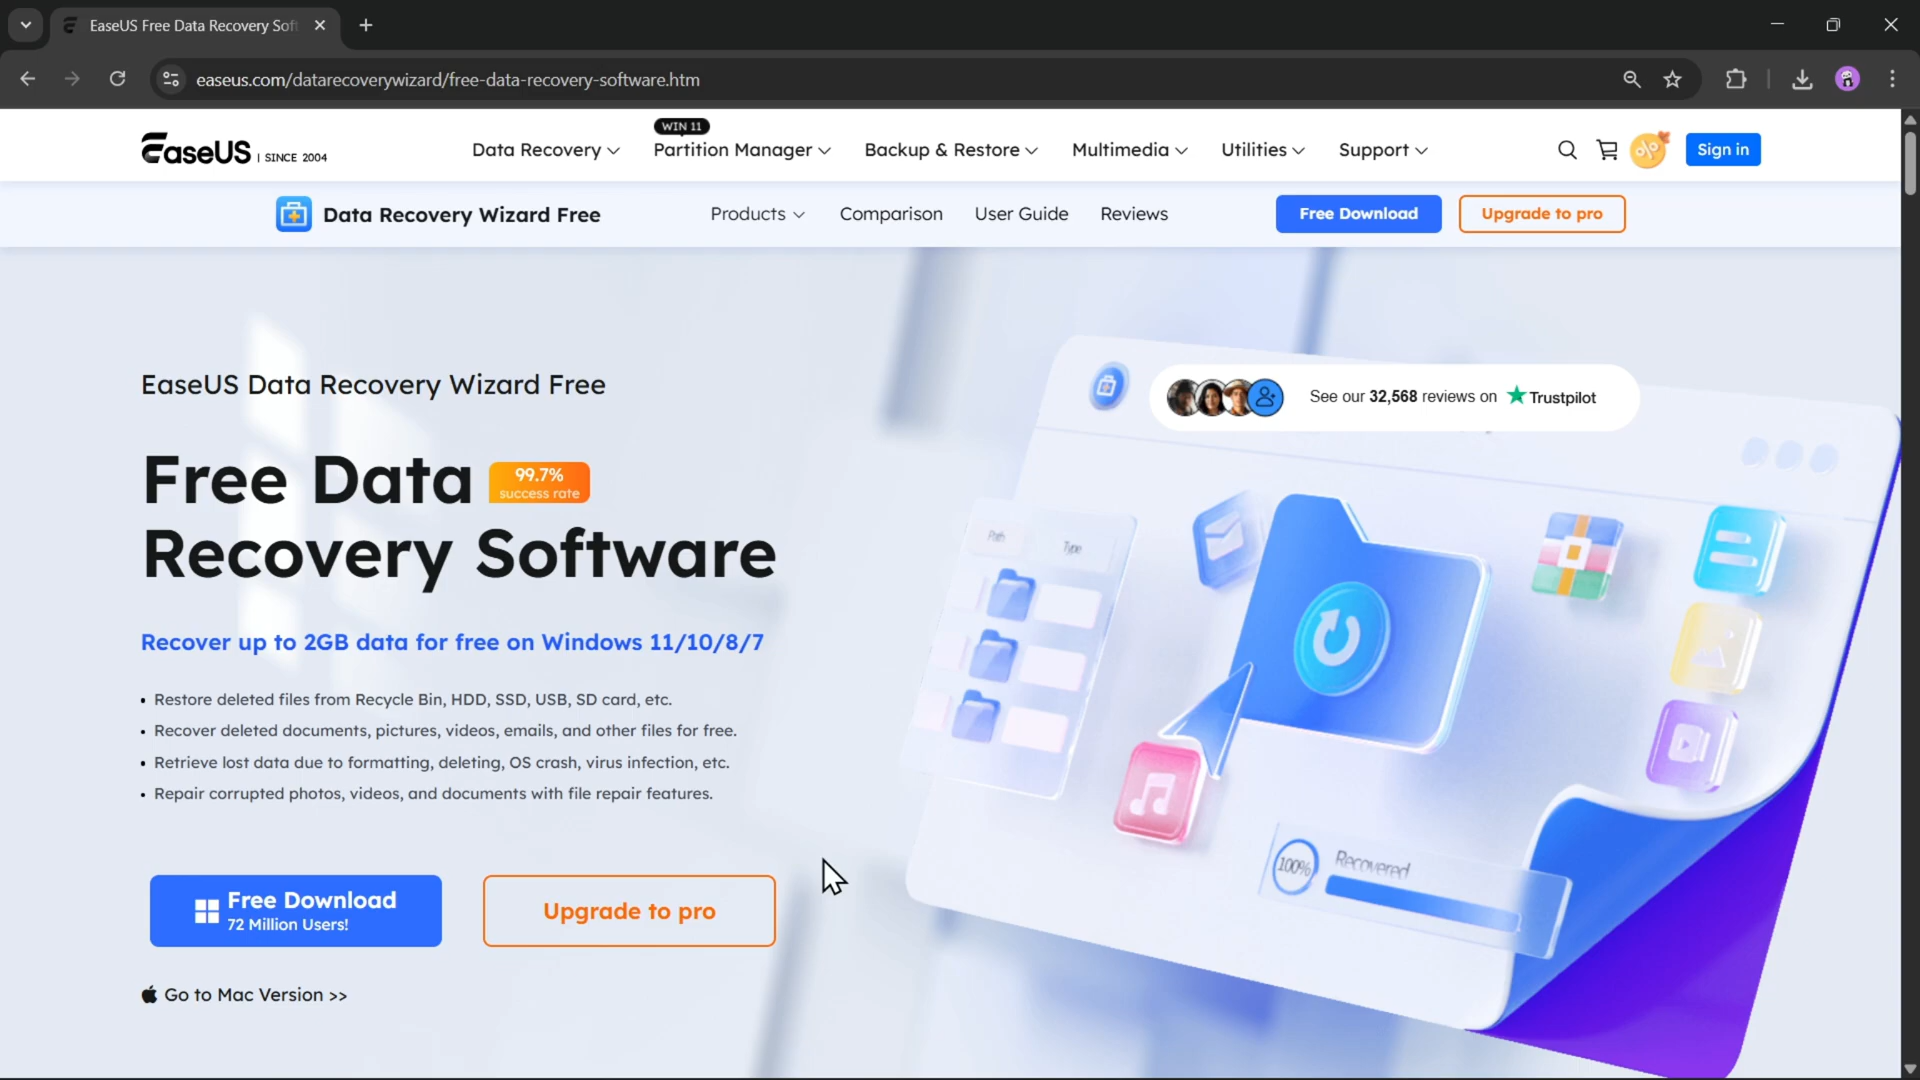 EaseUS Free Data Recovery Soft
easeus.com/datarecoverywizard/free-data-recovery-software.htm
EaseUS | SINCE 2004
Data Recovery
WIN 11
Partition Manager
Backup & Restore
Multimedia
Utilities
Support
%
Sign in
Data Recovery Wizard Free
Products
Comparison
User Guide
Reviews
Free Download
Upgrade to pro
EaseUS Data Recovery Wizard Free
See our 32,568 reviews on Trustpilot
Free Data
99.7%
success rate
Recovery Software
Recover up to 2GB data for free on Windows 11/10/8/7
• Restore deleted files from Recycle Bin, HDD, SSD, USB, SD card, etc.
• Recover deleted documents, pictures, videos, emails, and other files for free.
• Retrieve lost data due to formatting, deleting, OS crash, virus infection, etc.
• Repair corrupted photos, videos, and documents with file repair features.
Path
Type
100%
Recovered
Free Download
72 Million Users!
Upgrade to pro
Go to Mac Version >>